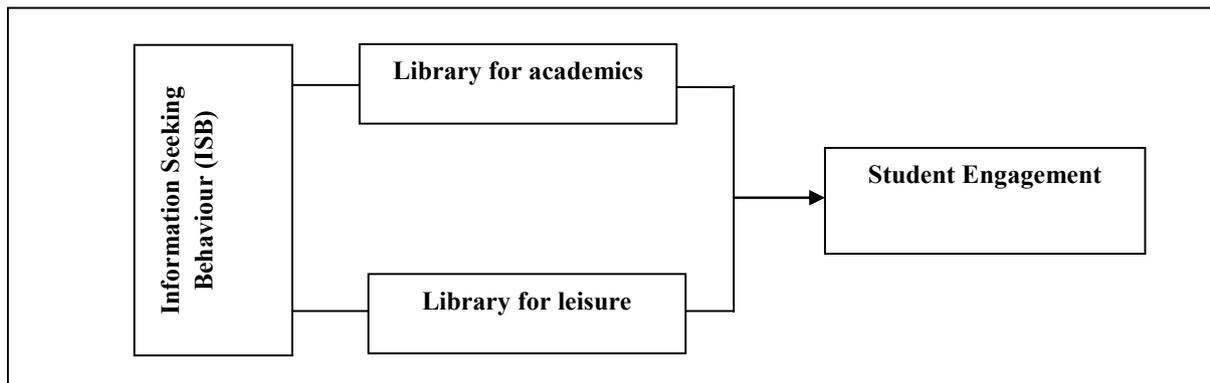 Information Seeking
Behaviour (ISB)
Library for academics
Library for leisure
Student Engagement